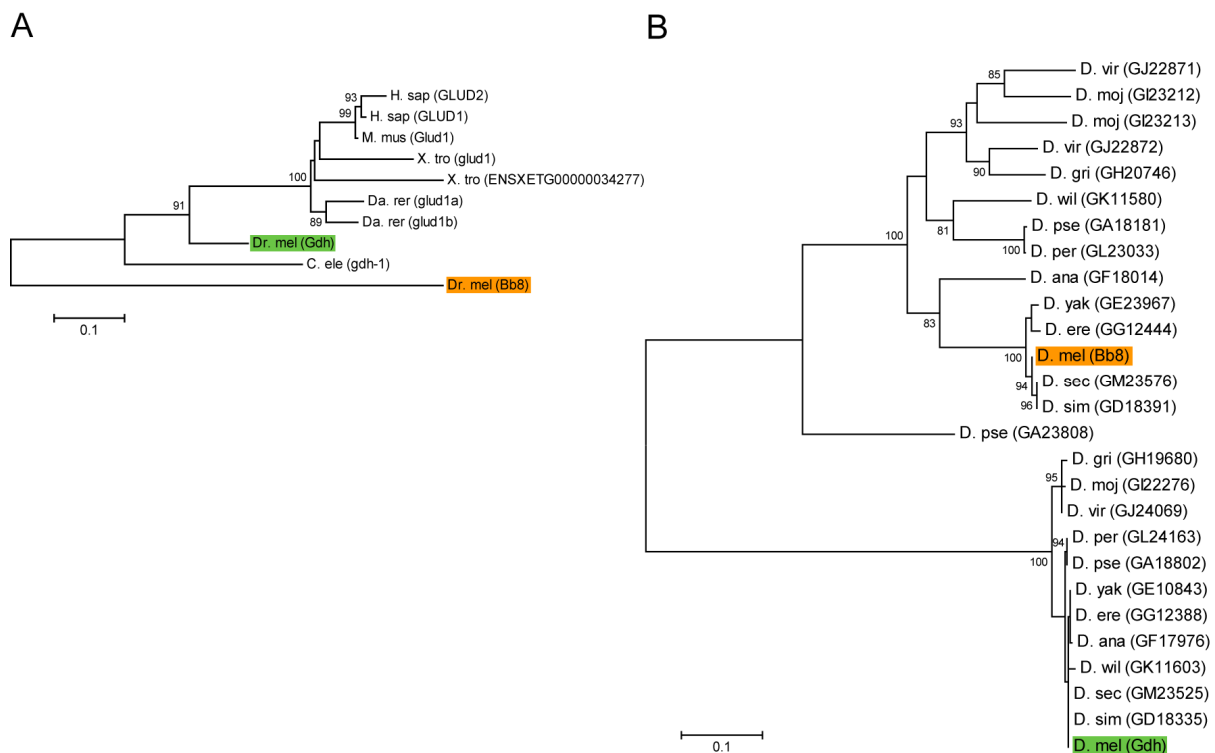 A
93
H. sap (GLUD2)
99
H. sap (GLUD1)
M. mus (Glud1)
X. tro (glud1)
100
X. tro (ENSXETG00000034277)
Da. rer (glud1a)
91
89
Da. rer (glud1b)
Dr. mel (Gdh)
C. ele (gdh-1)
Dr. mel (Bb8)
0.1
B
D. vir (GJ22871)
85
D. moj (GI23212)
D. moj (GI23213)
93
D. vir (GJ22872)
90
D. gri (GH20746)
D. wil (GK11580)
81
D. pse (GA18181)
100
D. per (GL23033)
100
D. ana (GF18014)
83
D. yak (GE23967)
D. ere (GG12444)
100
D. mel (Bb8)
94
D. sec (GM23576)
96
D. sim (GD18391)
D. pse (GA23808)
D. gri (GH19680)
95
D. moj (GI22276)
D. vir (GJ24069)
94
D. per (GL24163)
100
D. pse (GA18802)
D. yak (GE10843)
D. ere (GG12388)
D. ana (GF17976)
D. wil (GK11603)
D. sec (GM23525)
D. sim (GD18335)
D. mel (Gdh)
0.1